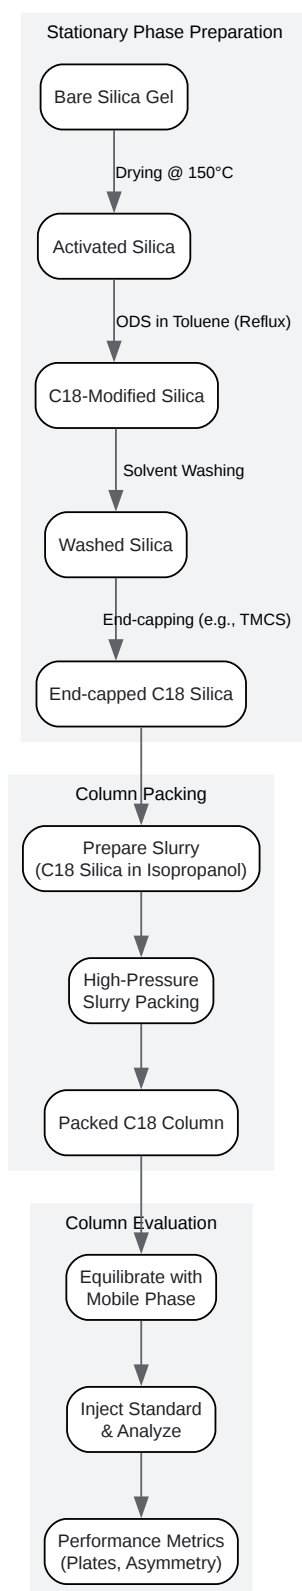 Stationary Phase Preparation
Bare Silica Gel
Drying @ 150°C
Activated Silica
ODS in Toluene (Reflux)
C18-Modified Silica
Solvent Washing
Washed Silica
End-capping (e.g., TMCS)
End-capped C18 Silica
Column Packing
Prepare Slurry
(C18 Silica in Isopropanol)
High-Pressure
Slurry Packing
Packed C18 Column
Column Evaluation
Equilibrate with
Mobile Phase
Inject Standard
& Analyze
Performance Metrics
(Plates, Asymmetry)